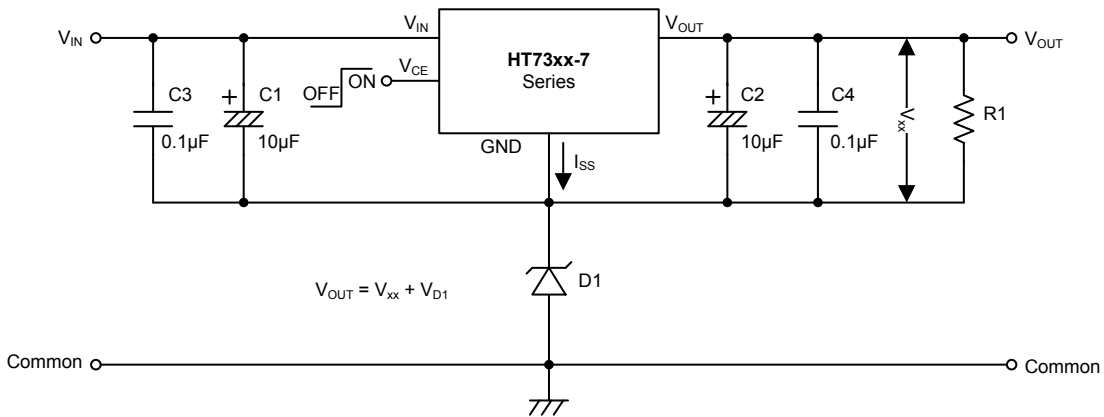 V_IN
V_IN
HT73xx-7
Series
V_OUT
V_OUT
OFF
ON
V_CE
C3
0.1µF
+
C1
10µF
GND
I_SS
+
C2
10µF
C4
0.1µF
V_xx
R1
V_OUT = V_xx + V_D1
D1
Common
Common